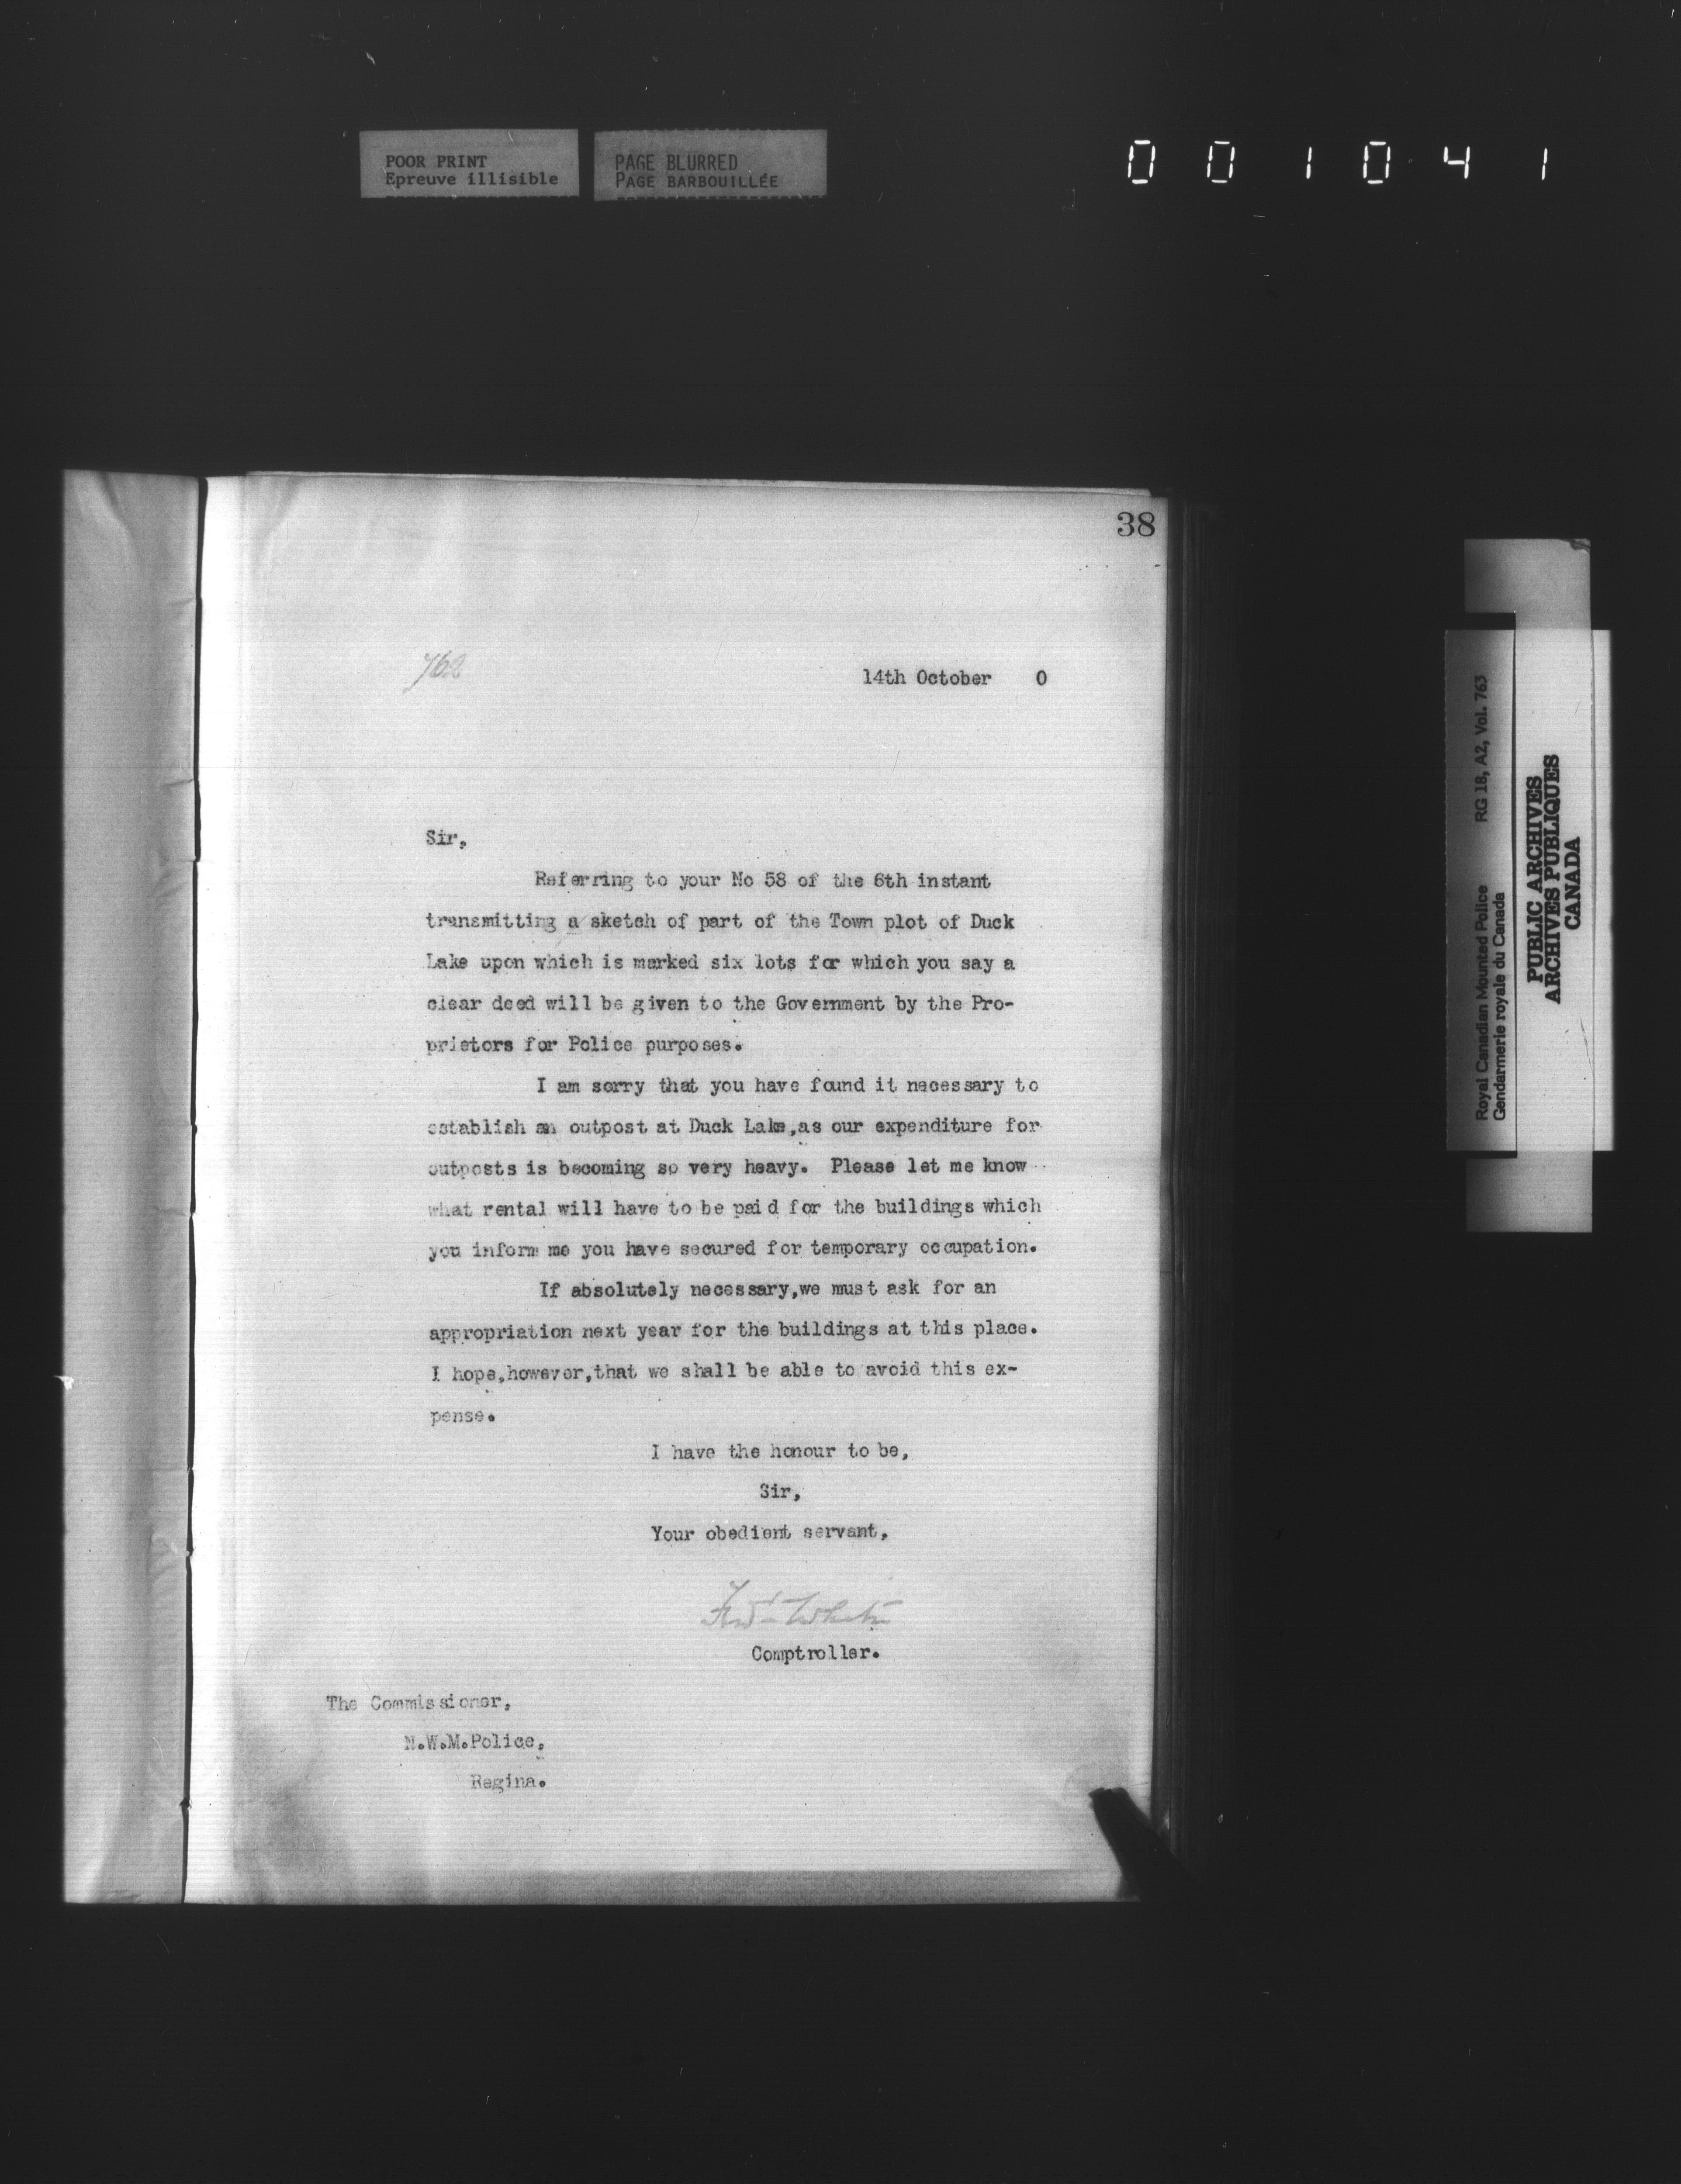 POOR PRINT
Epreuve illisible
PAGE BLURRED
PAGE BARBOUILLÉE
001041
38
762
14th October 0
Sir,
Referring to your No 58 of the 6th instant
transmitting a sketch of part of the Town plot of Duck
Lake upon which is marked six lots for which you say a
clear deed will be given to the Government by the Pro-
prietors for Police purposes.
I am sorry that you have found it necessary to
establish an outpost at Duck Lake,as our expenditure for
outposts is becoming so very heavy. Please let me know
what rental will have to be paid for the buildings which
you inform me you have secured for temporary occupation.
If absolutely necessary,we must ask for an
appropriation next year for the buildings at this place.
I hope,however,that we shall be able to avoid this ex-
pense.
I have the honour to be,
Sir,
Your obedient servant,
Fred White
Comptroller.
The Commissioner,
N.W.M.Police,
Regina.
Royal Canadian Mounted Police RG 18, A2, Vol. 763
Gendarmerie royale du Canada
PUBLIC ARCHIVES
ARCHIVES PUBLIQUES
CANADA